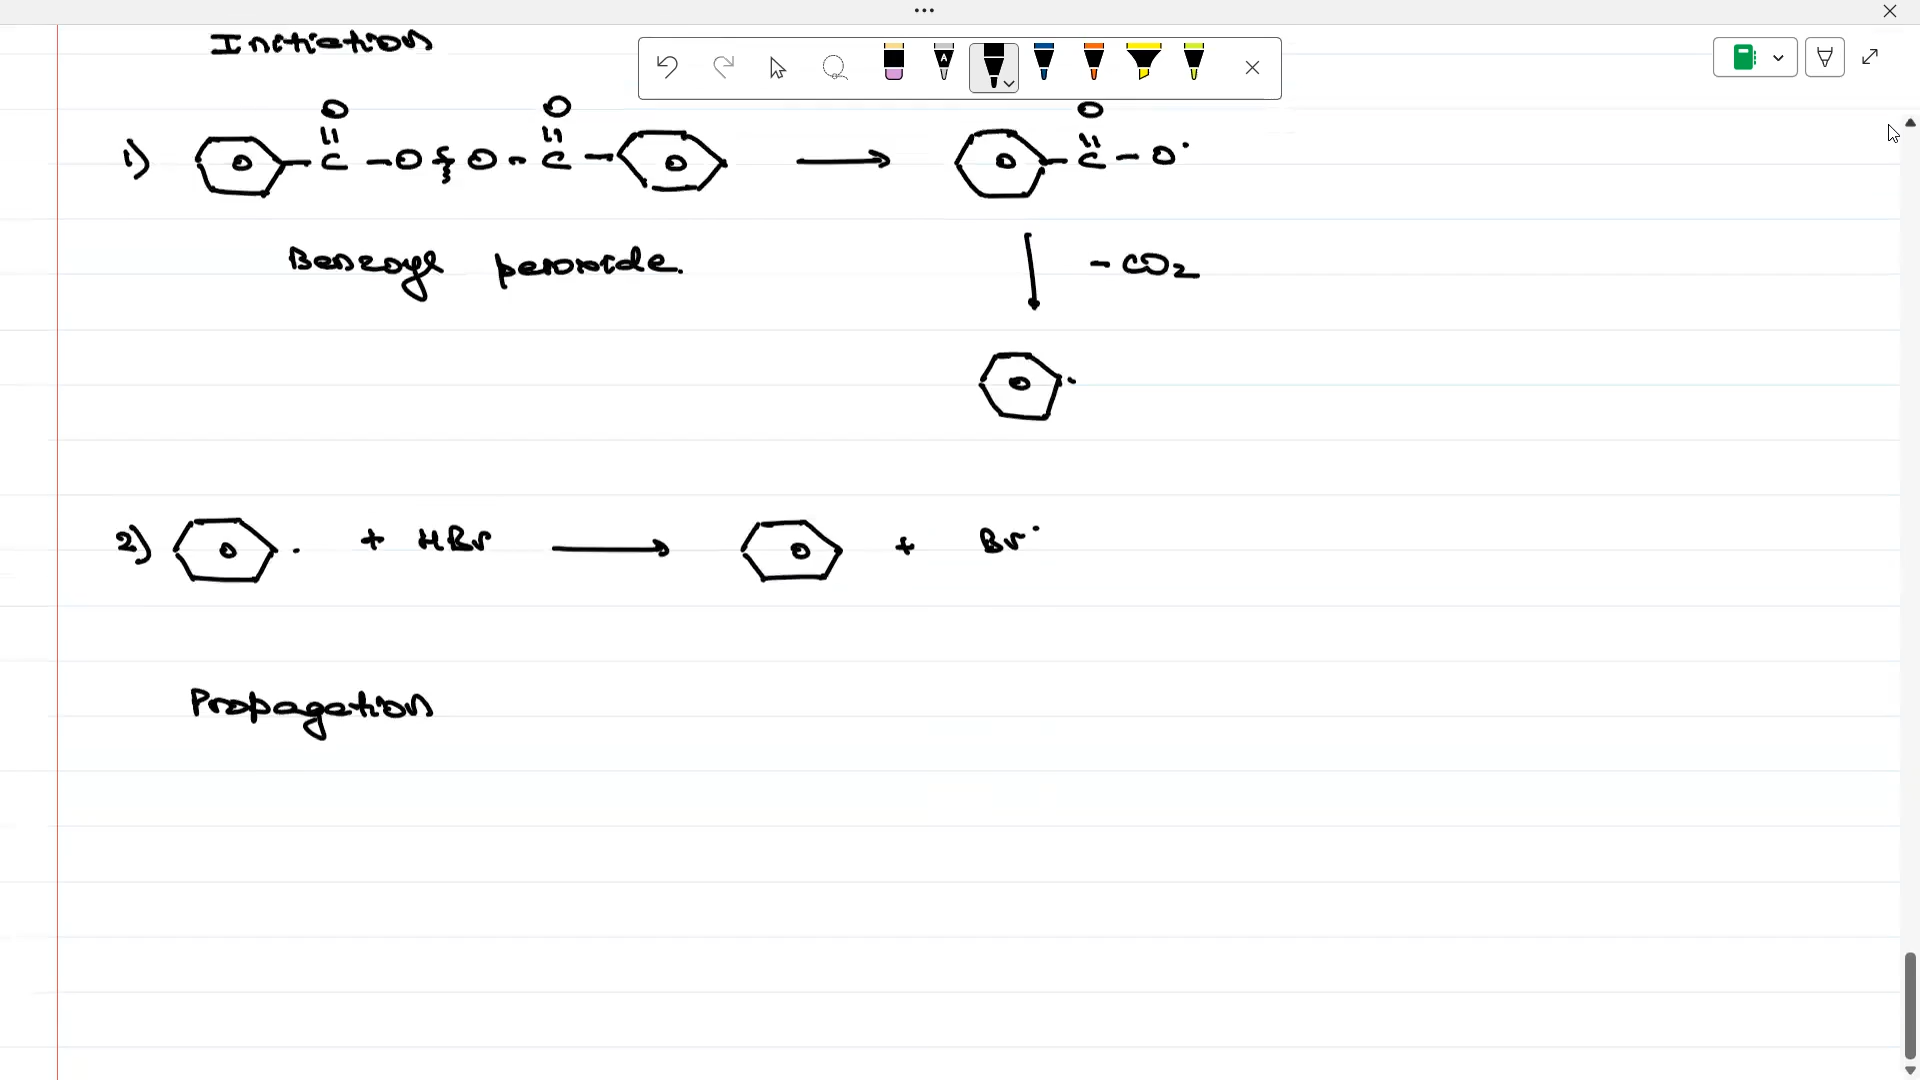 Initiation
O O O
1) O C - O O - C - O → O - C - O·
Benzoyl peroxide. - CO2
O ·
2) O · + HBr → O + Br·
Propagation